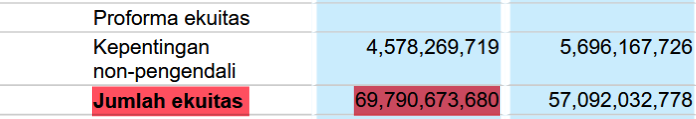 Proforma ekuitas
Kepentingan 4,578,269,719 5,696,167,726
non-pengendali
Jumlah ekuitas 69,790,673,680 57,092,032,778